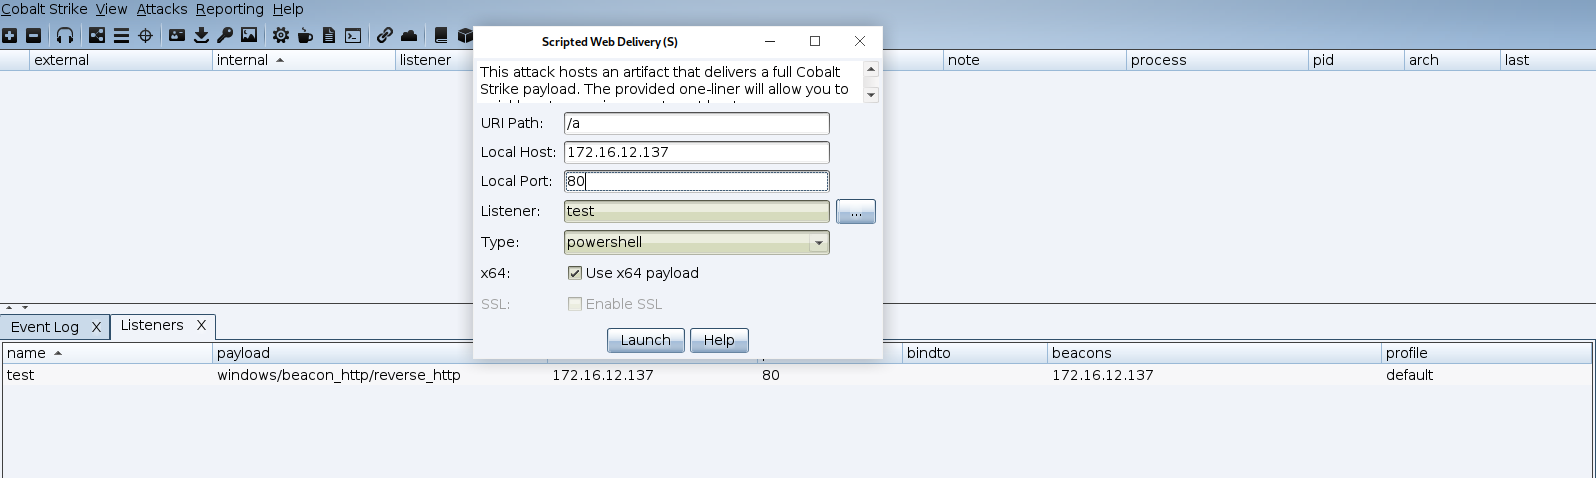 Cobalt Strike View Attacks Reporting Help
Scripted Web Delivery (S)
external internal listener note process pid arch last
This attack hosts an artifact that delivers a full Cobalt
Strike payload. The provided one-liner will allow you to
URI Path: /a
Local Host: 172.16.12.137
Local Port: 80
Listener: test ...
Type: powershell
x64: Use x64 payload
SSL: Enable SSL
Launch Help
Event Log X Listeners X
name payload bindto beacons profile
test windows/beacon_http/reverse_http 172.16.12.137 80 172.16.12.137 default